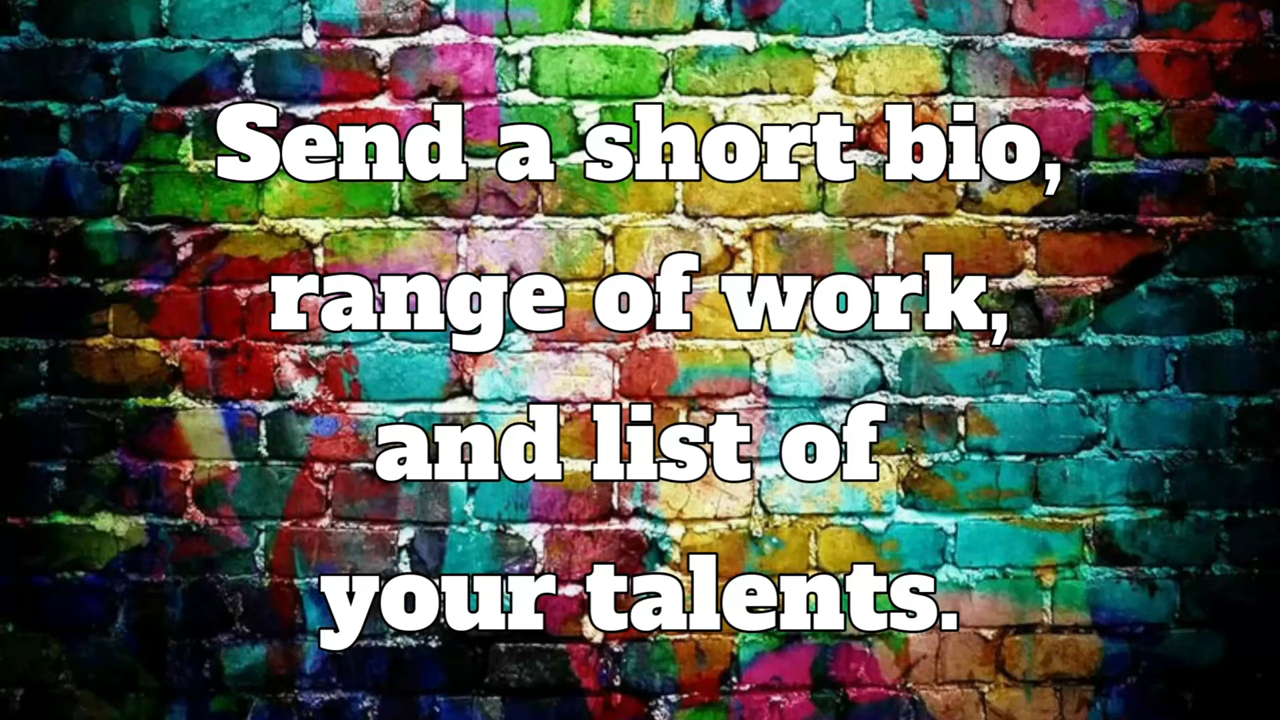 Send a short bio,
range of work,
and list of
your talents.